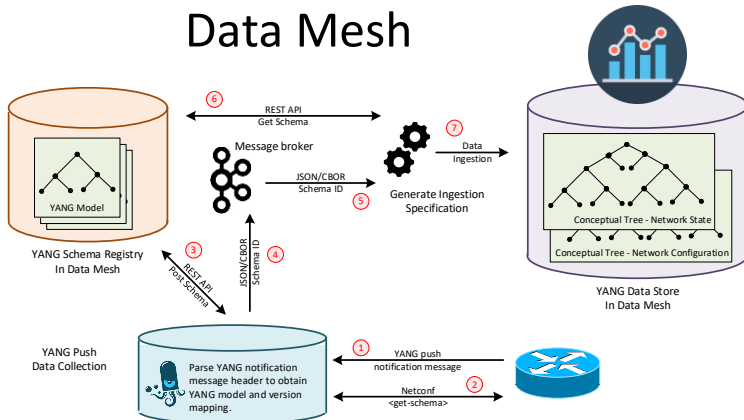 Data Mesh
6
REST API
Get Schema
Message broker
7
Data
Ingestion
YANG Model
JSON/CBOR
Schema ID
5
Generate Ingestion
Specification
Conceptual Tree - Network State
Conceptual Tree - Network Configuration
YANG Schema Registry
In Data Mesh
3
REST API
Post Schema
JSON/CBOR
Schema ID
4
YANG Data Store
In Data Mesh
YANG Push
Data Collection
Parse YANG notification
message header to obtain
YANG model and version
mapping.
1
YANG push
notification message
2
Netconf
<get-schema>